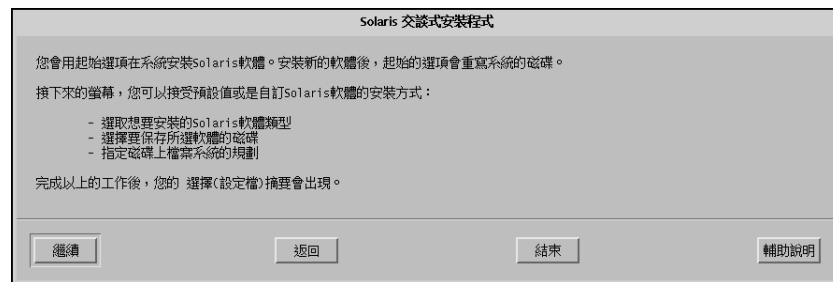 Solaris 交談式安裝程式
您會用起始選項在系統安裝Solaris軟體。安裝新的軟體後，起始的選項會重寫系統的磁碟。
接下來的螢幕，您可以接受預設值或是自訂Solaris軟體的安裝方式：
- 選取想要安裝的Solaris軟體類型
- 選擇要保存所選軟體的磁碟
- 指定磁碟上檔案系統的規劃
完成以上的工作後，您的 選擇(設定檔)摘要會出現。
繼續 返回 結束 輔助說明